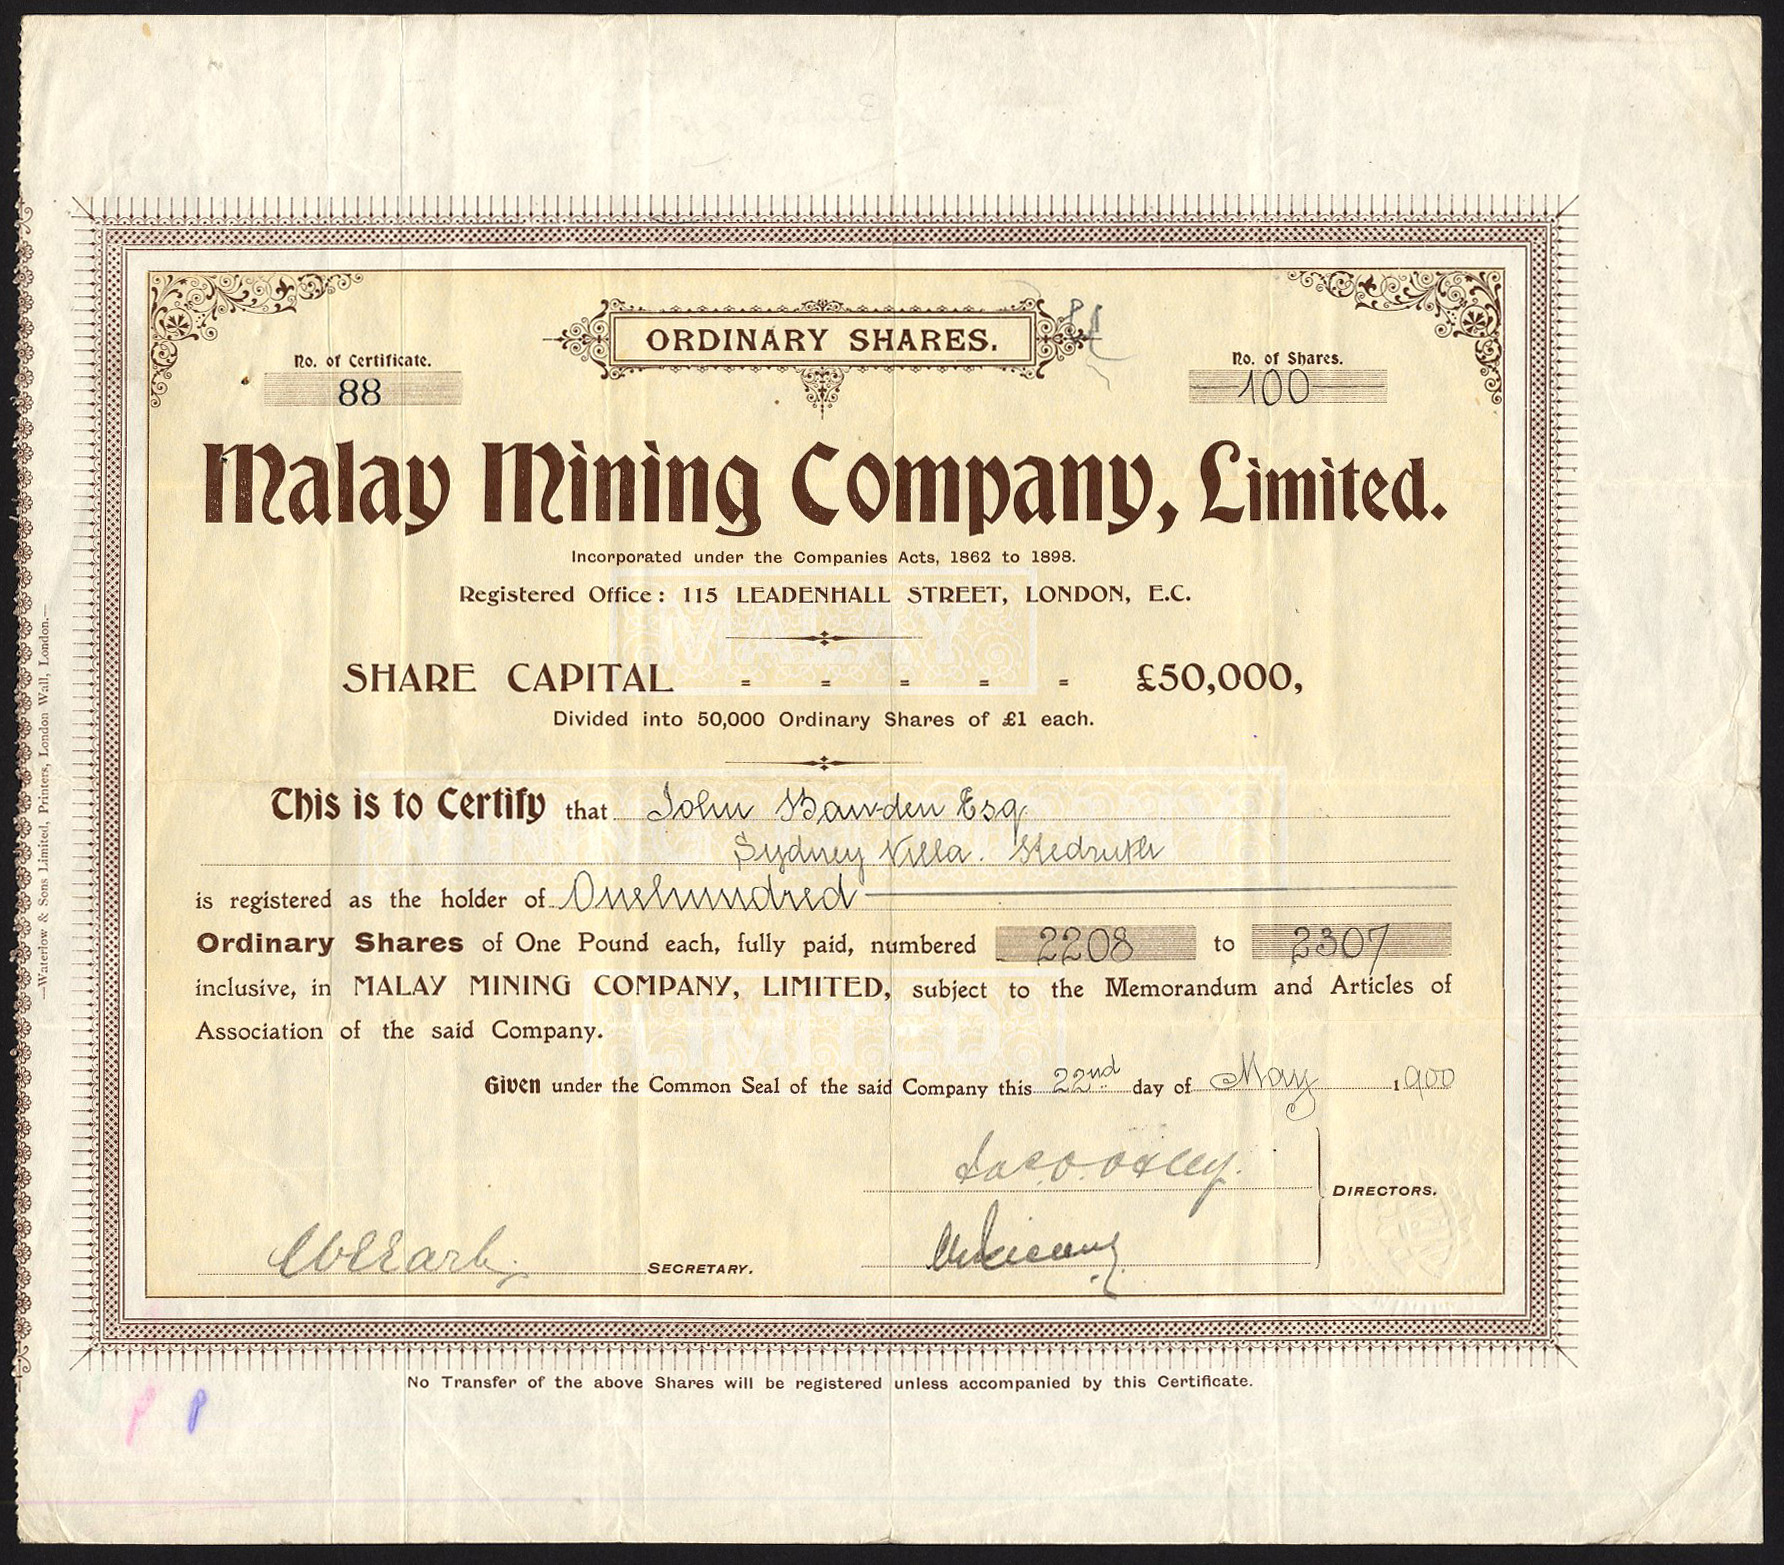 ORDINARY SHARES.
No. of Certificate.
88
No. of Shares.
100
Malay Mining Company, Limited.
Incorporated under the Companies Acts, 1862 to 1898.
Registered Office: 115 LEADENHALL STREET, LONDON, E.C.
MALAY
SHARE CAPITAL - - - - - £50,000,
Divided into 50,000 Ordinary Shares of £1 each.
This is to Certify that John Bawden Esq
Sydney Villa. Redruth
is registered as the holder of Onehundred
Ordinary Shares of One Pound each, fully paid, numbered 2208 to 2307
inclusive, in MALAY MINING COMPANY, LIMITED, subject to the Memorandum and Articles of
Association of the said Company.
LIMITED
Given under the Common Seal of the said Company this 22nd day of May 1900
DIRECTORS.
SECRETARY.
No Transfer of the above Shares will be registered unless accompanied by this Certificate.
—Waterlow & Sons Limited, Printers, London Wall, London.—